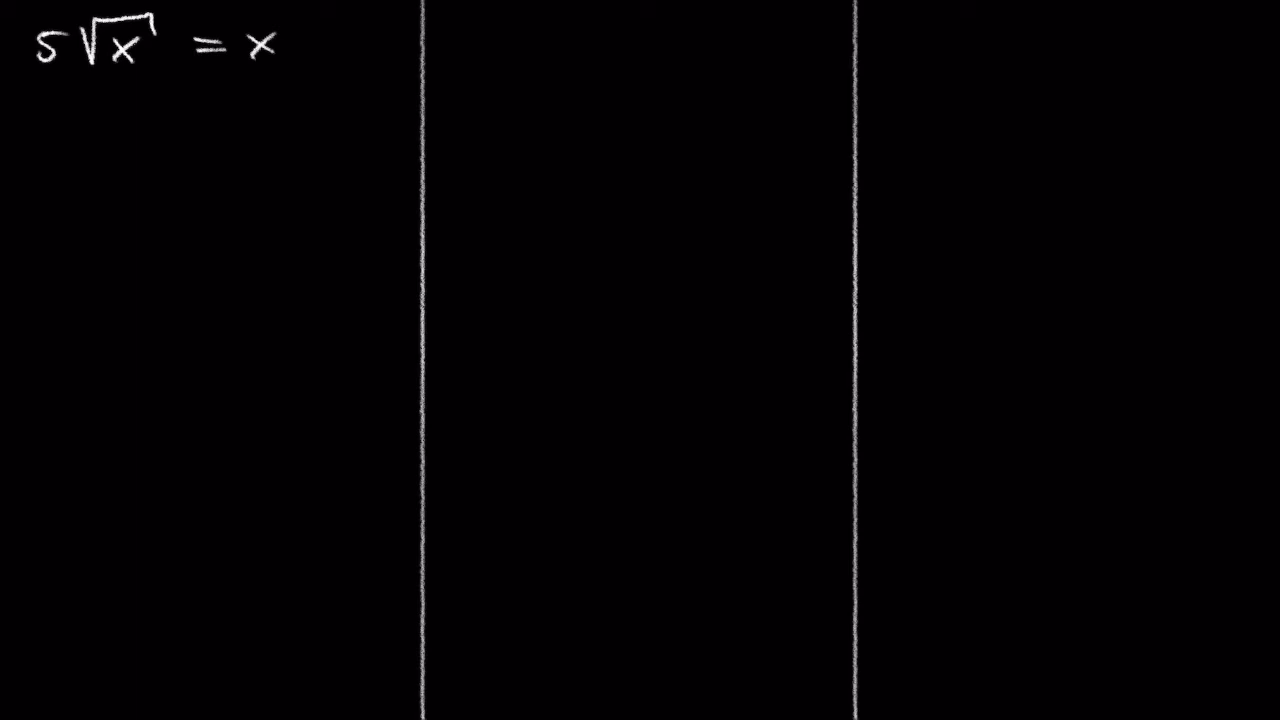 5√x = x